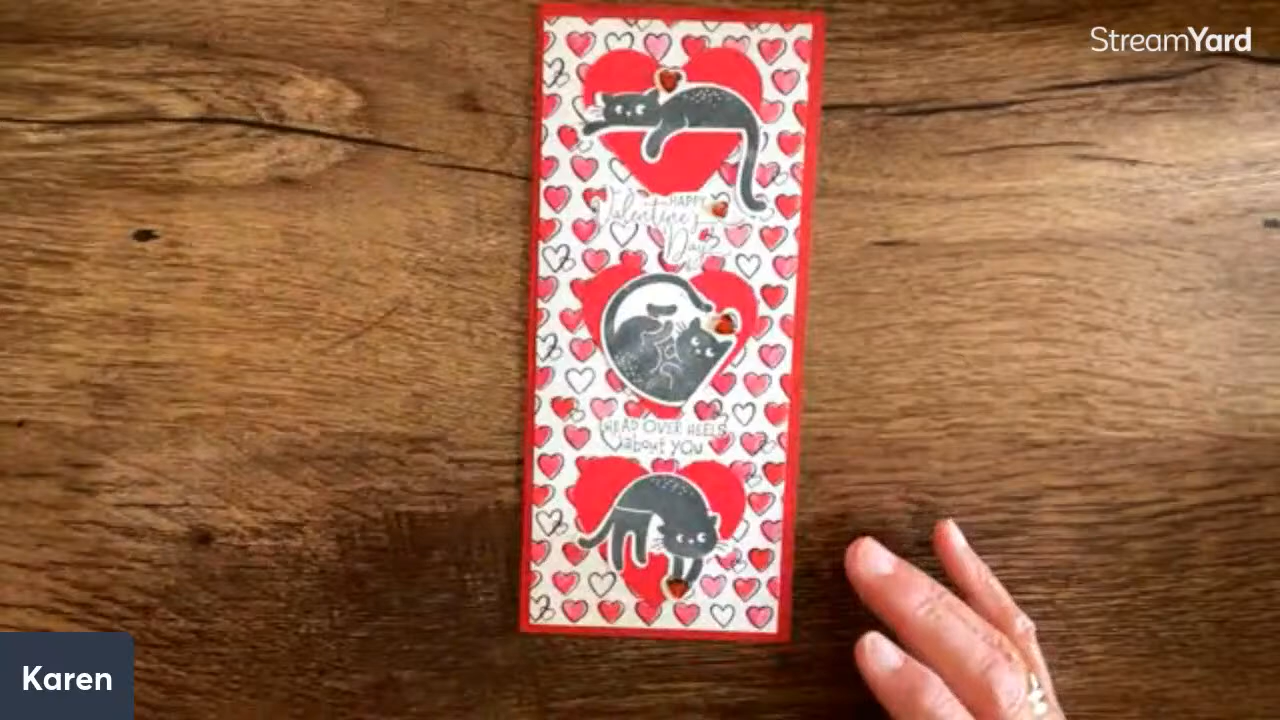 StreamYard
HAPPY
Valentine's
Day
HEAD OVER HEELS
about YOU
Karen